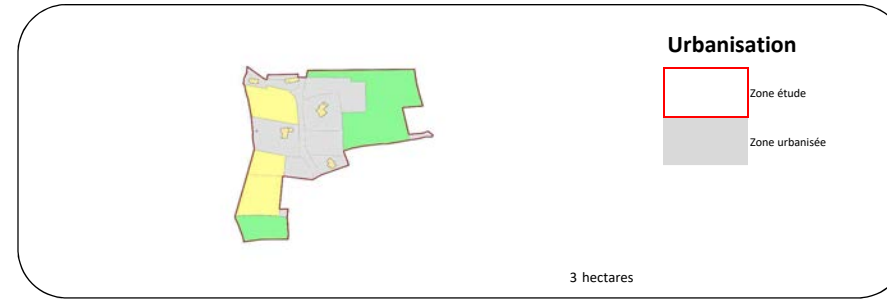 Urbanisation
Zone étude
Zone urbanisée
3 hectares